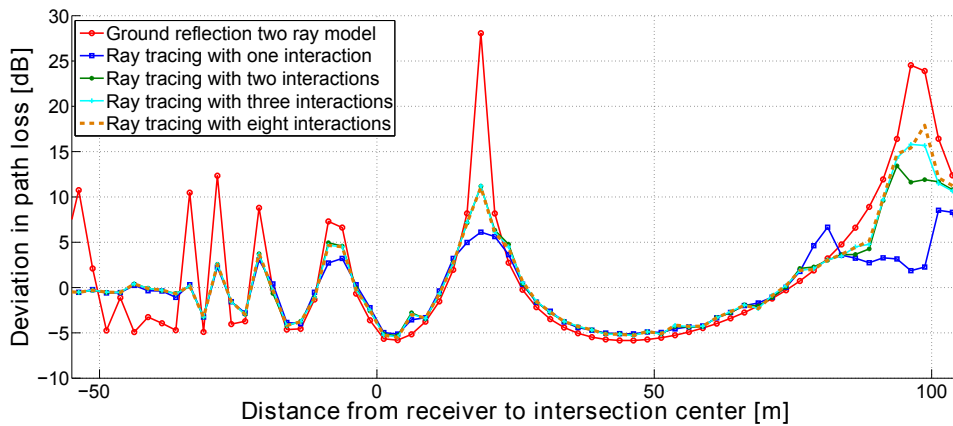 Deviation in path loss [dB]
30
25
20
15
10
5
0
−5
−10
Ground reflection two ray model
Ray tracing with one interaction
Ray tracing with two interactions
Ray tracing with three interactions
Ray tracing with eight interactions
−50
0
50
100
Distance from receiver to intersection center [m]